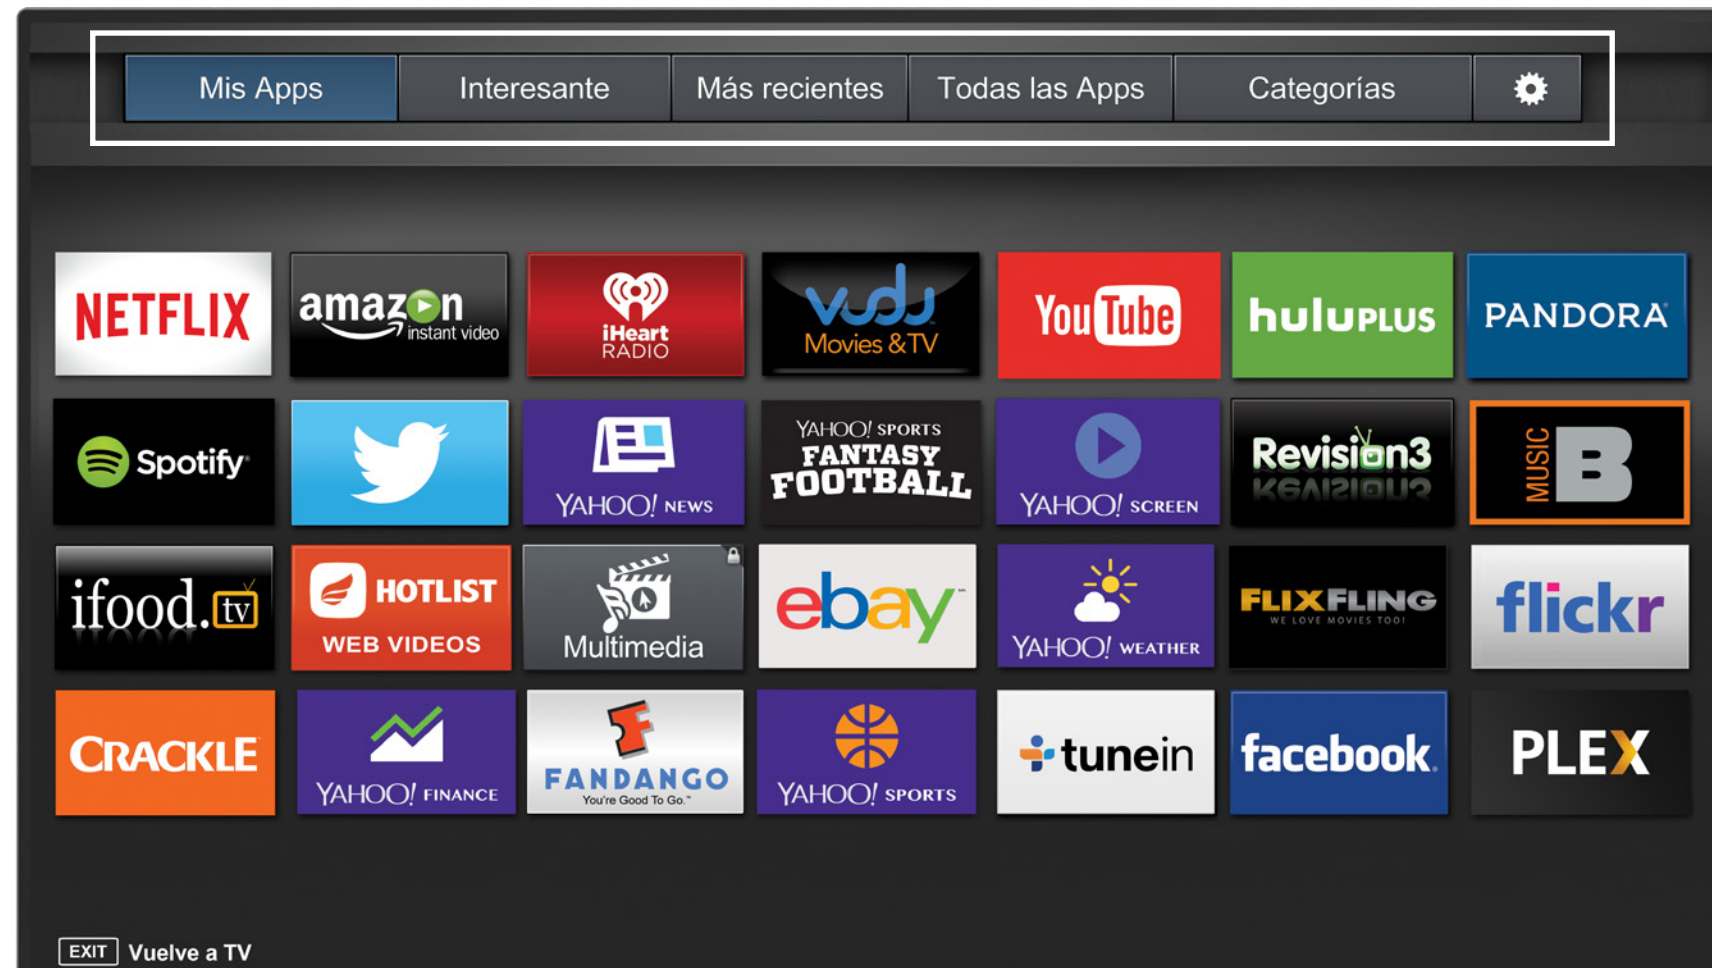 Mis Apps
Interesante
Más recientes
Todas las Apps
Categorías
NETFLIX
amazon
instant video
iHeart
RADIO
vudu
Movies & TV
YouTube
huluPLUS
PANDORA
Spotify
YAHOO! NEWS
YAHOO! SPORTS
FANTASY
FOOTBALL
YAHOO! SCREEN
Revision3
MUSIC B
ifood.tv
HOTLIST
WEB VIDEOS
Multimedia
ebay
YAHOO! WEATHER
FLIXFLING
WE LOVE MOVIES TOO!
flickr
CRACKLE
YAHOO! FINANCE
FANDANGO
You're Good To Go.™
YAHOO! SPORTS
tunein
facebook
PLEX
EXIT Vuelve a TV